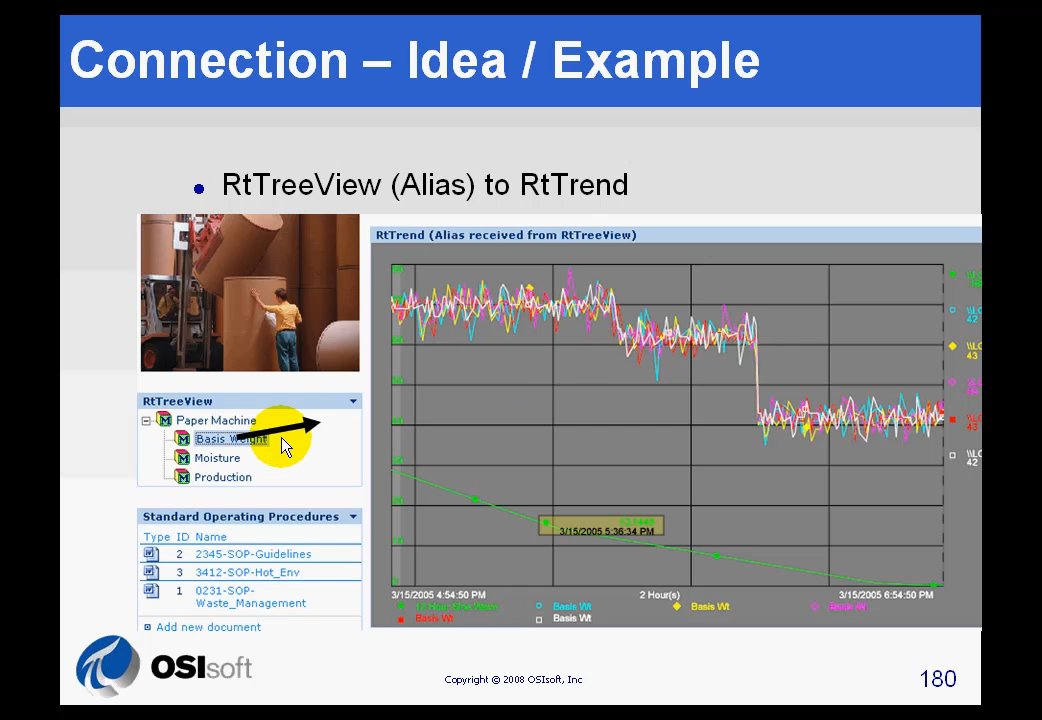 Connection – Idea / Example
RtTreeView (Alias) to RtTrend
RtTrend (Alias received from RtTreeView)
RtTreeView
Paper Machine
Basis Weight
Moisture
Production
Standard Operating Procedures
Type ID Name
2 2345-SOP-Guidelines
3 3412-SOP-Hot_Env
1 0231-SOP-
Waste_Management
Add new document
3/15/2005 5:36:34 PM
3/15/2005 4:54:50 PM
2 Hour(s)
3/15/2005 6:54:50 PM
Basis Wt
Basis Wt
Basis Wt
Basis Wt
42
43
43
42
OSIsoft
Copyright © 2008 OSIsoft, Inc
180